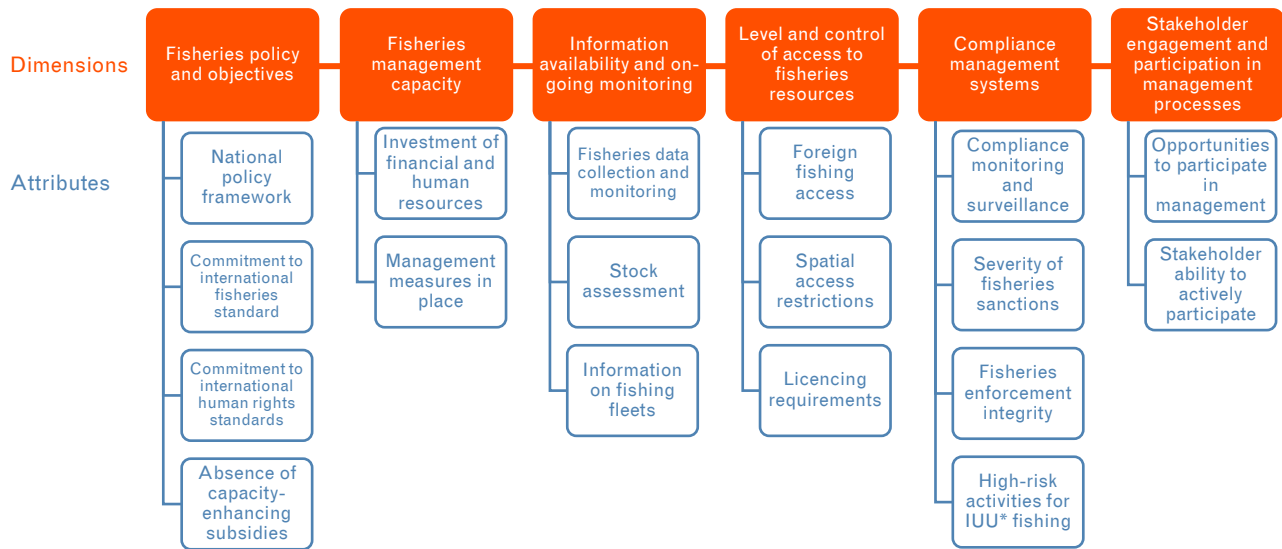 Dimensions
Fisheries policy
and objectives
Fisheries
management
capacity
Information
availability and on-
going monitoring
Level and control
of access to
fisheries
resources
Compliance
management
systems
Stakeholder
engagement and
participation in
management
processes
Attributes
National
policy
framework
Commitment to
international
fisheries
standard
Commitment to
international
human rights
standards
Absence of
capacity-
enhancing
subsidies
Investment of
financial and
human
resources
Management
measures in
place
Fisheries data
collection and
monitoring
Stock
assessment
Information
on fishing
fleets
Foreign
fishing
access
Spatial
access
restrictions
Licencing
requirements
Compliance
monitoring
and
surveillance
Severity of
fisheries
sanctions
Fisheries
enforcement
integrity
High-risk
activities for
IUU* fishing
Opportunities
to participate
in
management
Stakeholder
ability to
actively
participate